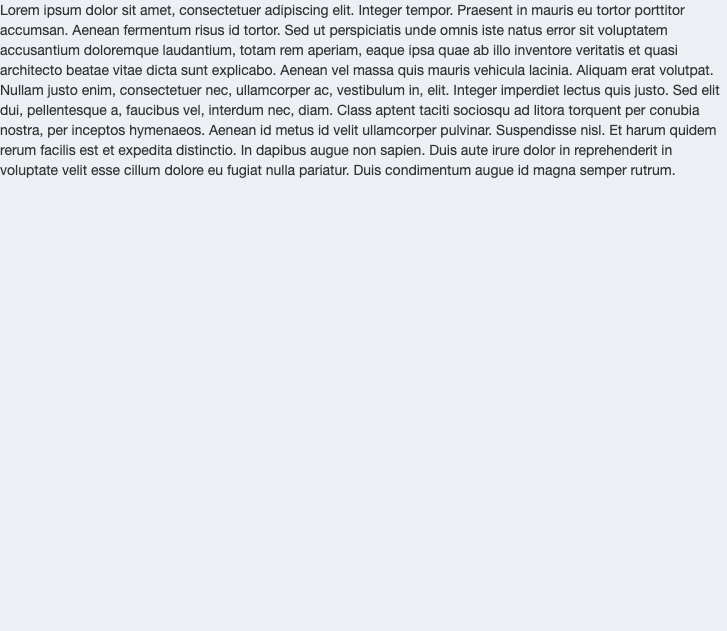 Lorem ipsum dolor sit amet, consectetuer adipiscing elit. Integer tempor. Praesent in mauris eu tortor porttitor
accumsan. Aenean fermentum risus id tortor. Sed ut perspiciatis unde omnis iste natus error sit voluptatem
accusantium doloremque laudantium, totam rem aperiam, eaque ipsa quae ab illo inventore veritatis et quasi
architecto beatae vitae dicta sunt explicabo. Aenean vel massa quis mauris vehicula lacinia. Aliquam erat volutpat.
Nullam justo enim, consectetuer nec, ullamcorper ac, vestibulum in, elit. Integer imperdiet lectus quis justo. Sed elit
dui, pellentesque a, faucibus vel, interdum nec, diam. Class aptent taciti sociosqu ad litora torquent per conubia
nostra, per inceptos hymenaeos. Aenean id metus id velit ullamcorper pulvinar. Suspendisse nisl. Et harum quidem
rerum facilis est et expedita distinctio. In dapibus augue non sapien. Duis aute irure dolor in reprehenderit in
voluptate velit esse cillum dolore eu fugiat nulla pariatur. Duis condimentum augue id magna semper rutrum.